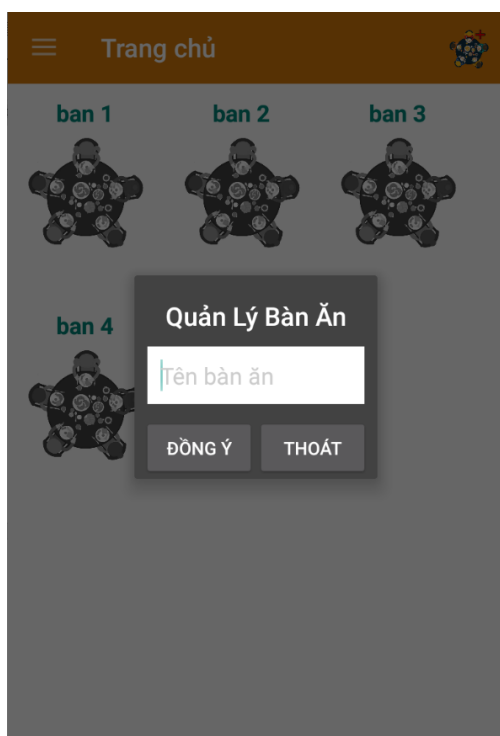 Trang chủ
ban 1
ban 2
ban 3
ban 4
Quản Lý Bàn Ăn
Tên bàn ăn
ĐỒNG Ý
THOÁT